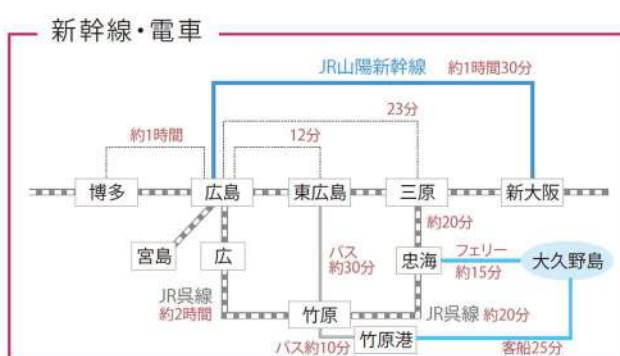 新幹線・電車
JR山陽新幹線 約1時間30分
23分
約1時間
12分
博多
広島
東広島
三原
新大阪
約20分
宮島
広
バス
約30分
忠海
フェリー
約15分
大久野島
JR呉線
約2時間
竹原
JR呉線 約20分
バス約10分
竹原港
客船25分